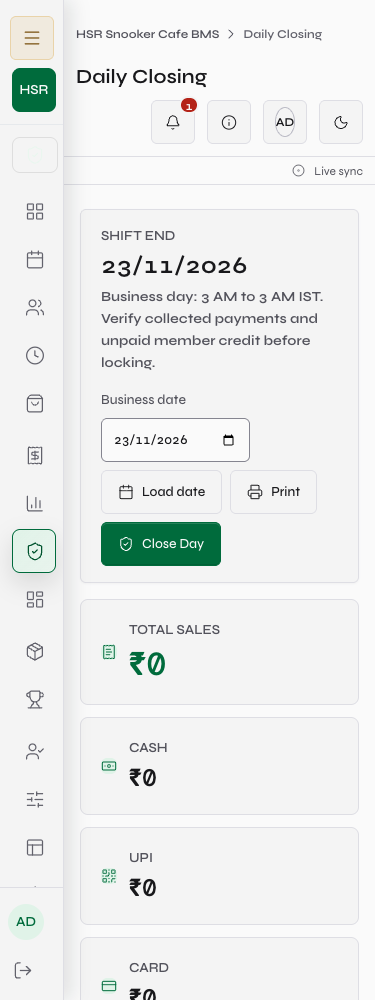 HSR Snooker Cafe BMS > Daily Closing
HSR
Daily Closing
1
AD
Live sync
SHIFT END
23/11/2026
Business day: 3 AM to 3 AM IST.
Verify collected payments and
unpaid member credit before
locking.
Business date
23/11/2026
Load date
Print
Close Day
TOTAL SALES
₹0
CASH
₹0
UPI
₹0
CARD
₹0
AD